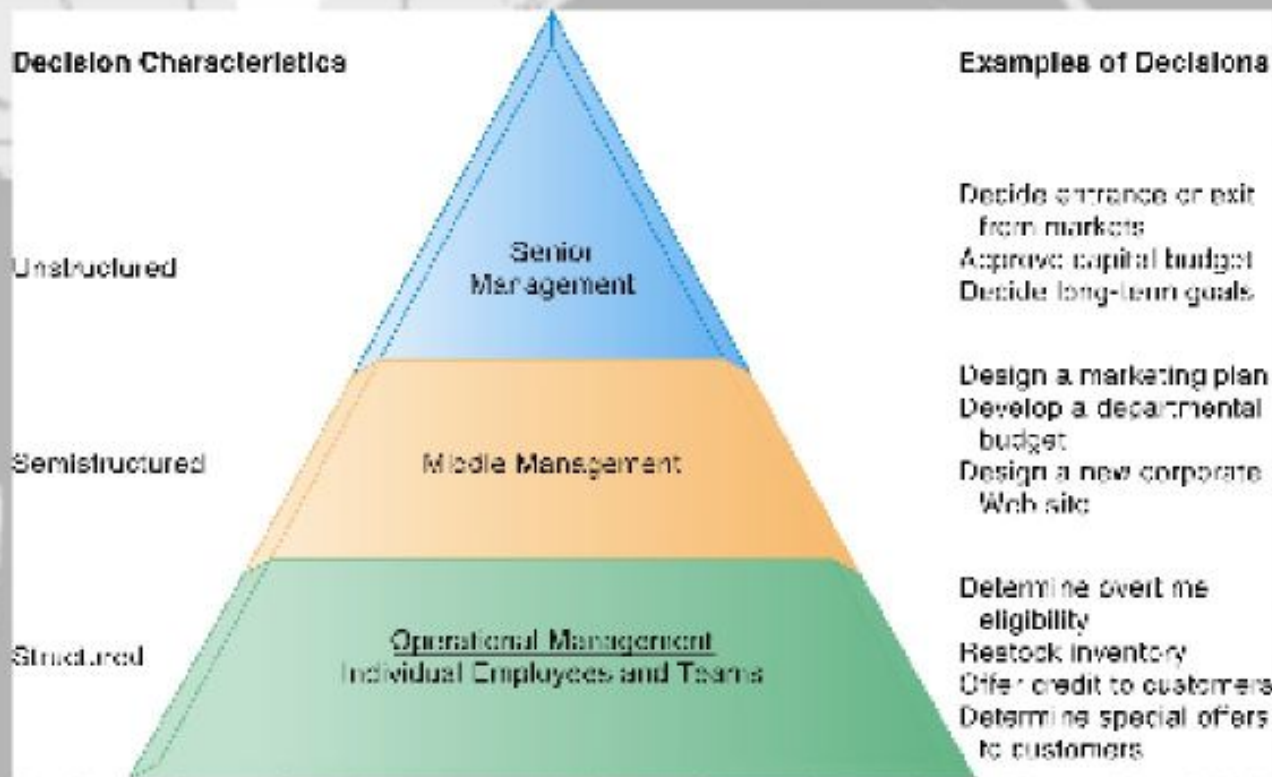 Decision Characteristics
Examples of Decisions
Unstructured
Senior
Management
Decide entrance or exit
from markets
Approve capital budget
Decide long-term goals
Semistructured
Middle Management
Design a marketing plan
Develop a departmental
budget
Design a new corporate
Web site
Structured
Operational Management
Individual Employees and Teams
Determine overtime
eligibility
Restock inventory
Offer credit to customers
Determine special offers
to customers